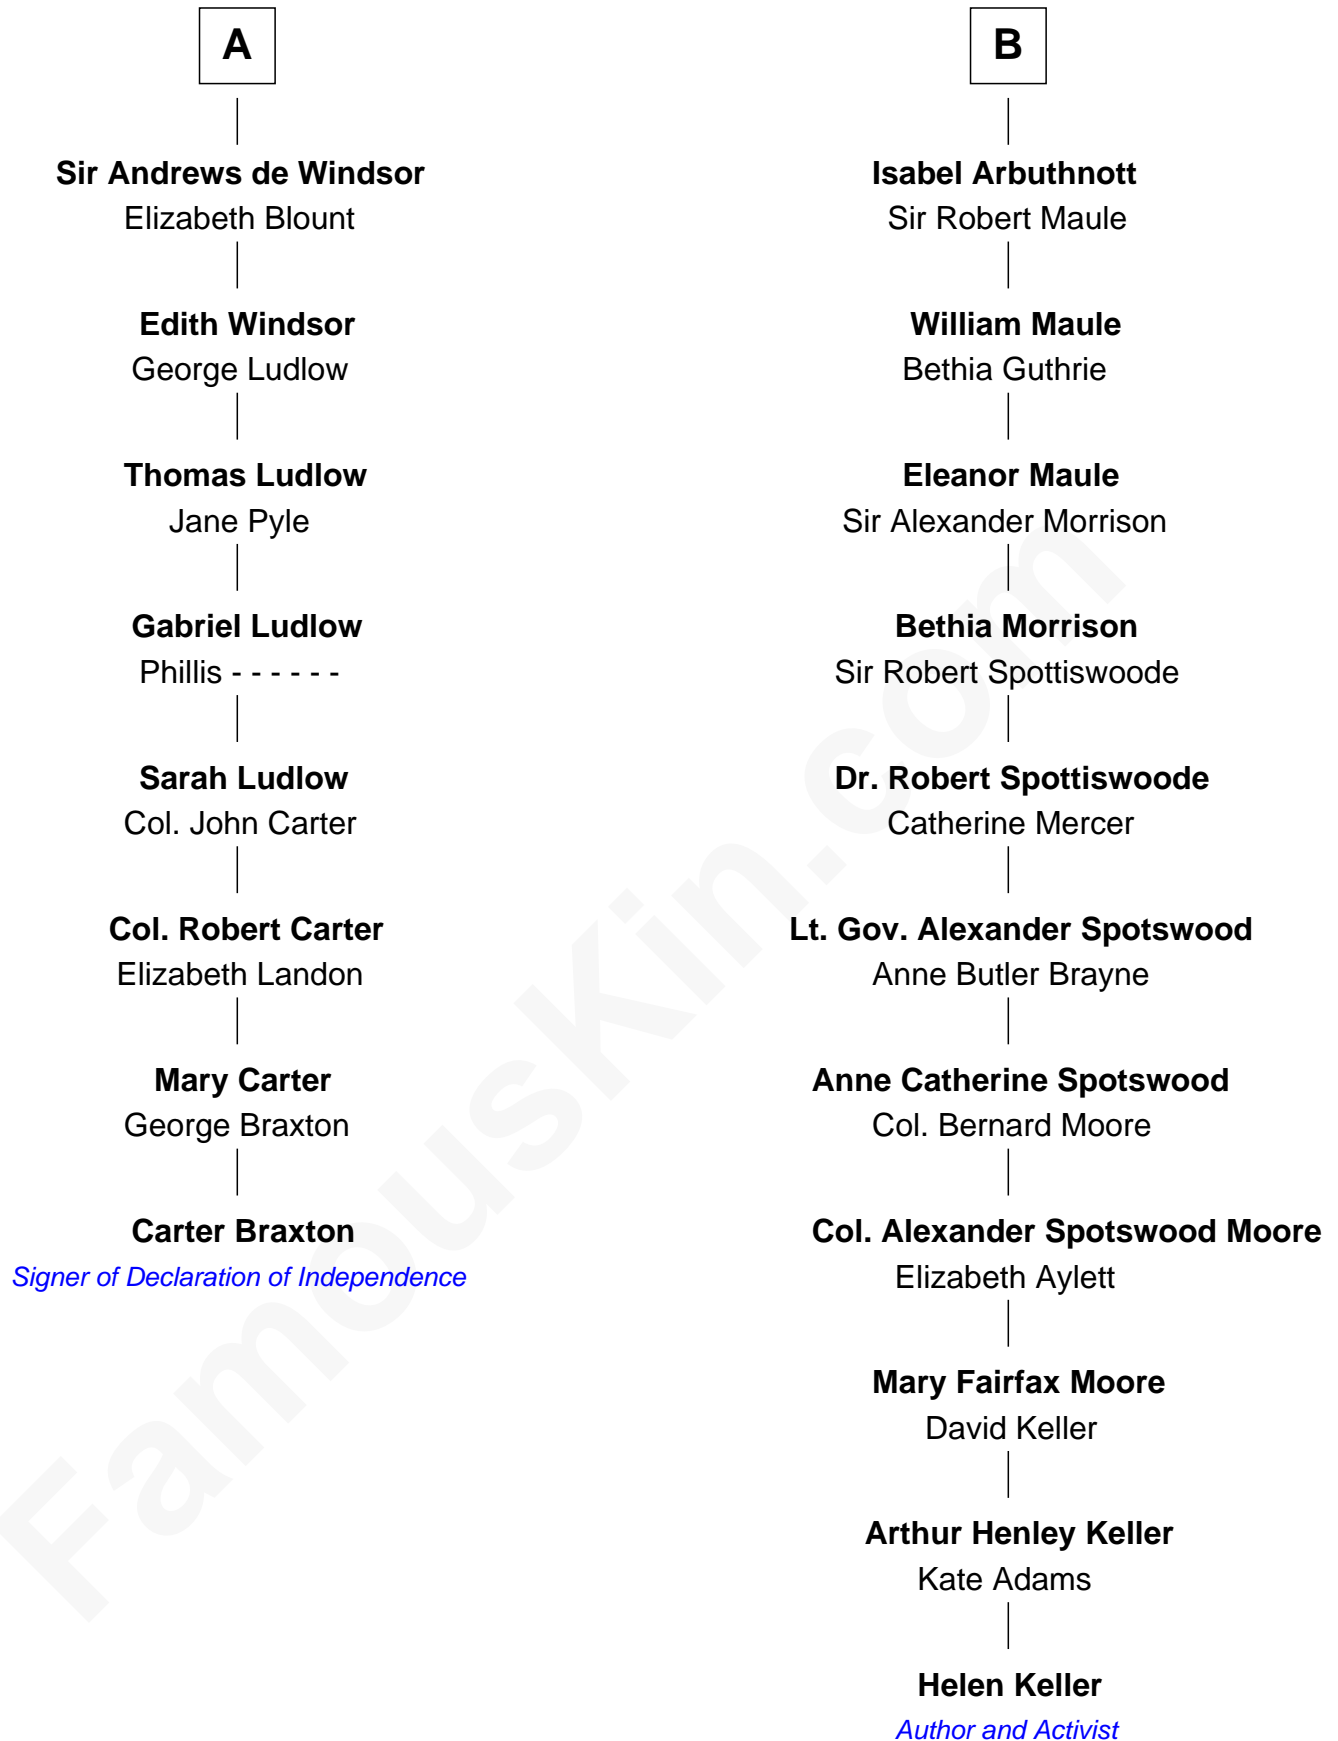 A
Sir Andrews de Windsor
Elizabeth Blount
Edith Windsor
George Ludlow
Thomas Ludlow
Jane Pyle
Gabriel Ludlow
Phillis - - - - - -
Sarah Ludlow
Col. John Carter
Col. Robert Carter
Elizabeth Landon
Mary Carter
George Braxton
Carter Braxton
Signer of Declaration of Independence
B
Isabel Arbuthnott
Sir Robert Maule
William Maule
Bethia Guthrie
Eleanor Maule
Sir Alexander Morrison
Bethia Morrison
Sir Robert Spottiswoode
Dr. Robert Spottiswoode
Catherine Mercer
Lt. Gov. Alexander Spotswood
Anne Butler Brayne
Anne Catherine Spotswood
Col. Bernard Moore
Col. Alexander Spotswood Moore
Elizabeth Aylett
Mary Fairfax Moore
David Keller
Arthur Henley Keller
Kate Adams
Helen Keller
Author and Activist
FamousKin.com